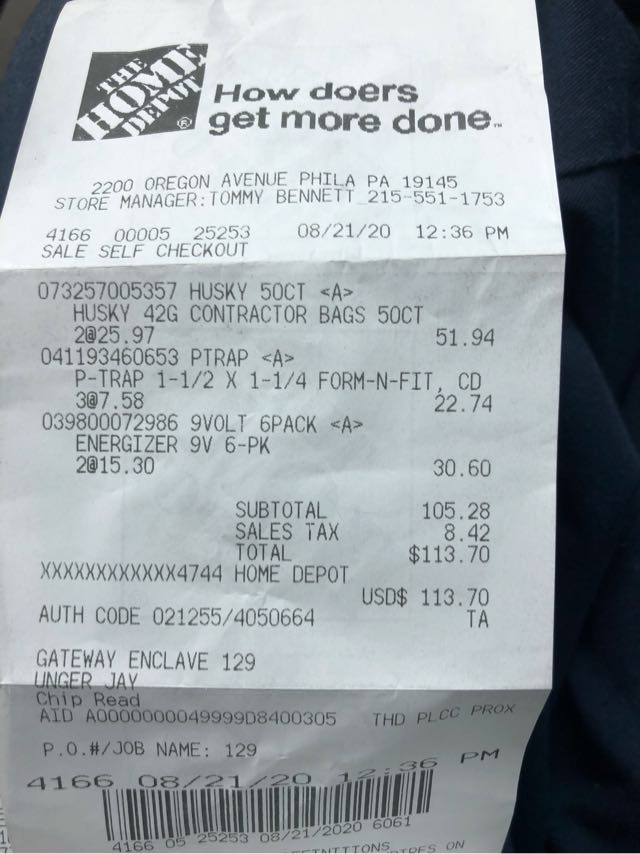 THE
HOME
DEPOT
®
How doers
get more done™
2200 OREGON AVENUE PHILA PA 19145
STORE MANAGER:TOMMY BENNETT 215-551-1753
4166 00005 25253 08/21/20 12:36 PM
SALE SELF CHECKOUT
073257005357 HUSKY 50CT <A>
HUSKY 42G CONTRACTOR BAGS 50CT
2@25.97 51.94
041193460653 PTRAP <A>
P-TRAP 1-1/2 X 1-1/4 FORM-N-FIT, CD
3@7.58 22.74
039800072986 9VOLT 6PACK <A>
ENERGIZER 9V 6-PK
2@15.30 30.60
SUBTOTAL 105.28
SALES TAX 8.42
TOTAL $113.70
XXXXXXXXXXXX4744 HOME DEPOT
USD$ 113.70
AUTH CODE 021255/4050664 TA
GATEWAY ENCLAVE 129
UNGER JAY
Chip Read
AID A0000000049999D8400305 THD PLCC PROX
P.O.#/JOB NAME: 129
4166 08/21/20 12:36 PM
4166 05 25253 08/21/2020 6061